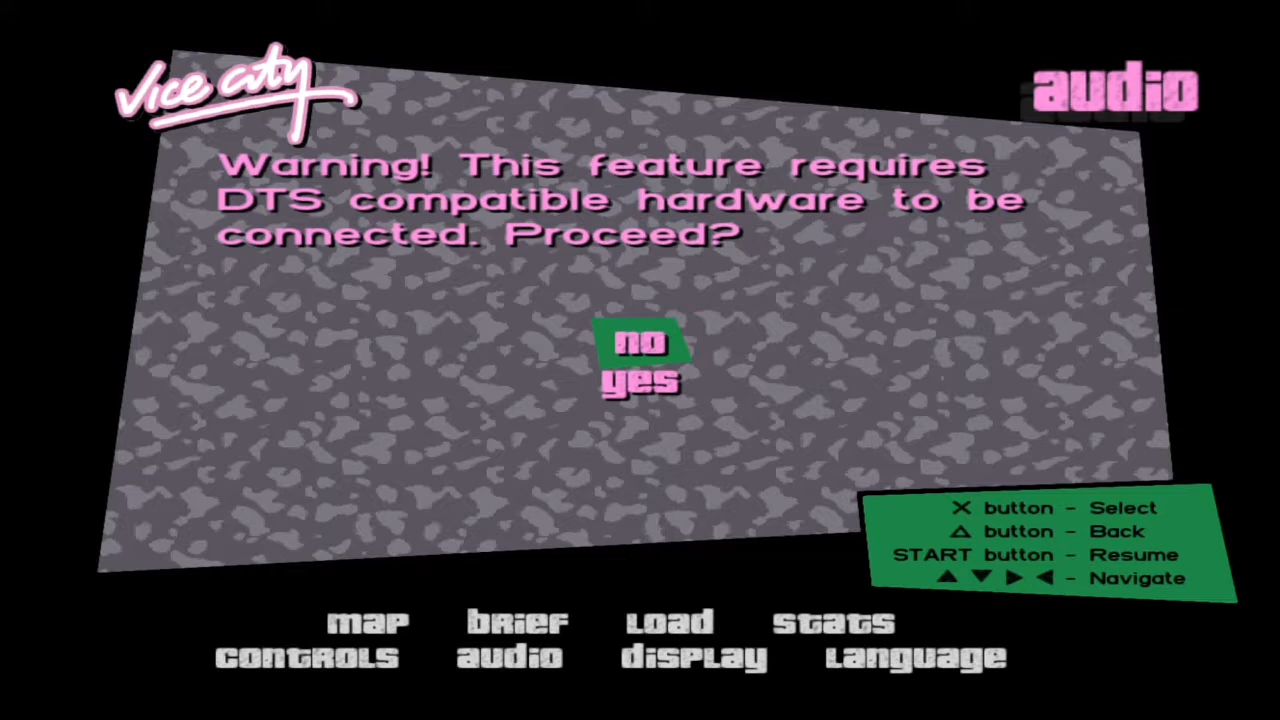 vice city
audio
Warning! This feature requires
DTS compatible hardware to be
connected. Proceed?
no
yes
X button - Select
△ button - Back
START button - Resume
▲ ▼ ▶ ◀ - Navigate
map brief load stats
controls audio display language